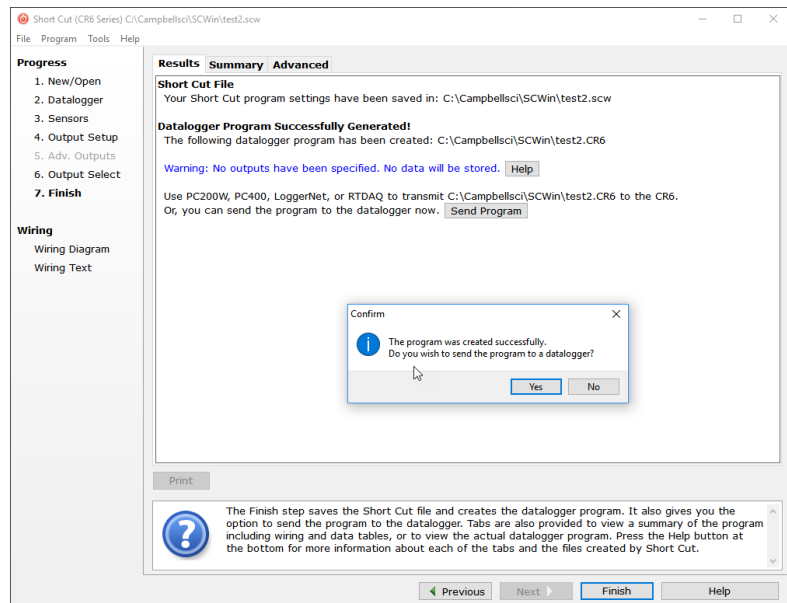 Short Cut (CR6 Series) C:\Campbellsci\SCWin\test2.scw
File Program Tools Help
Progress
1. New/Open
2. Datalogger
3. Sensors
4. Output Setup
5. Adv. Outputs
6. Output Select
7. Finish
Wiring
Wiring Diagram
Wiring Text
Results Summary Advanced
Short Cut File
Your Short Cut program settings have been saved in: C:\Campbellsci\SCWin\test2.scw
Datalogger Program Successfully Generated!
The following datalogger program has been created: C:\Campbellsci\SCWin\test2.CR6
Warning: No outputs have been specified. No data will be stored. Help
Use PC200W, PC400, LoggerNet, or RTDAQ to transmit C:\Campbellsci\SCWin\test2.CR6 to the CR6.
Or, you can send the program to the datalogger now. Send Program
Confirm
The program was created successfully.
Do you wish to send the program to a datalogger?
Yes No
Print
The Finish step saves the Short Cut file and creates the datalogger program. It also gives you the
option to send the program to the datalogger. Tabs are also provided to view a summary of the program
including wiring and data tables, or to view the actual datalogger program. Press the Help button at
the bottom for more information about each of the tabs and the files created by Short Cut.
Previous Next Finish Help